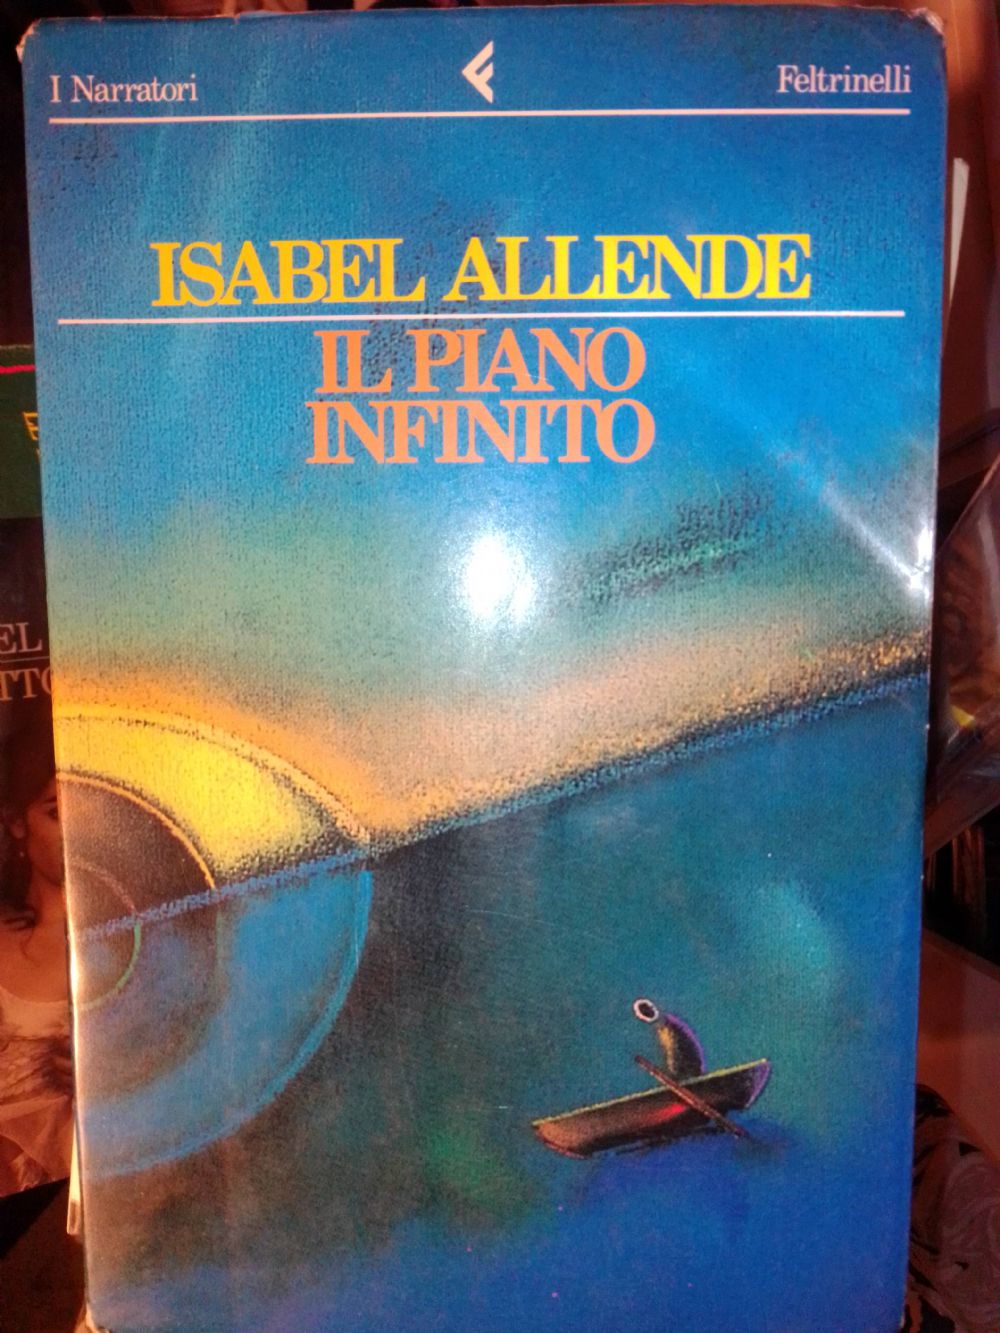 I Narratori
Feltrinelli
ISABEL ALLENDE
IL PIANO
INFINITO